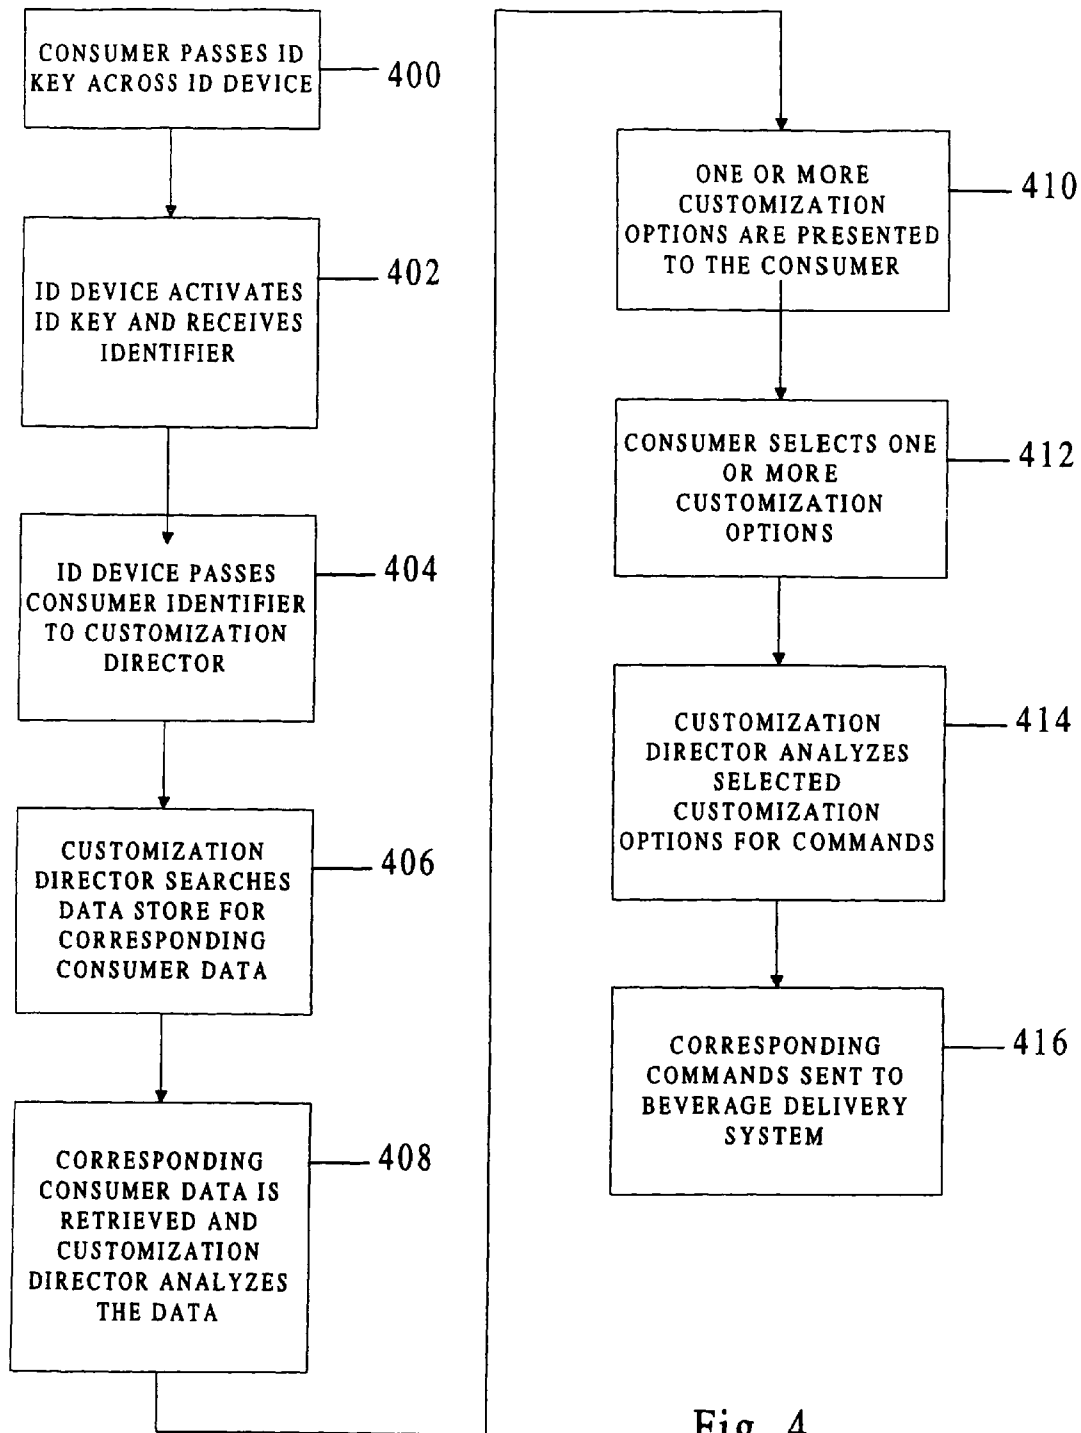 CONSUMER PASSES ID
KEY ACROSS ID DEVICE
400
ID DEVICE ACTIVATES
ID KEY AND RECEIVES
IDENTIFIER
402
ID DEVICE PASSES
CONSUMER IDENTIFIER
TO CUSTOMIZATION
DIRECTOR
404
CUSTOMIZATION
DIRECTOR SEARCHES
DATA STORE FOR
CORRESPONDING
CONSUMER DATA
406
CORRESPONDING
CONSUMER DATA IS
RETRIEVED AND
CUSTOMIZATION
DIRECTOR ANALYZES
THE DATA
408
ONE OR MORE
CUSTOMIZATION
OPTIONS ARE PRESENTED
TO THE CONSUMER
410
CONSUMER SELECTS ONE
OR MORE
CUSTOMIZATION
OPTIONS
412
CUSTOMIZATION
DIRECTOR ANALYZES
SELECTED
CUSTOMIZATION
OPTIONS FOR COMMANDS
414
CORRESPONDING
COMMANDS SENT TO
BEVERAGE DELIVERY
SYSTEM
416
Fig. 4